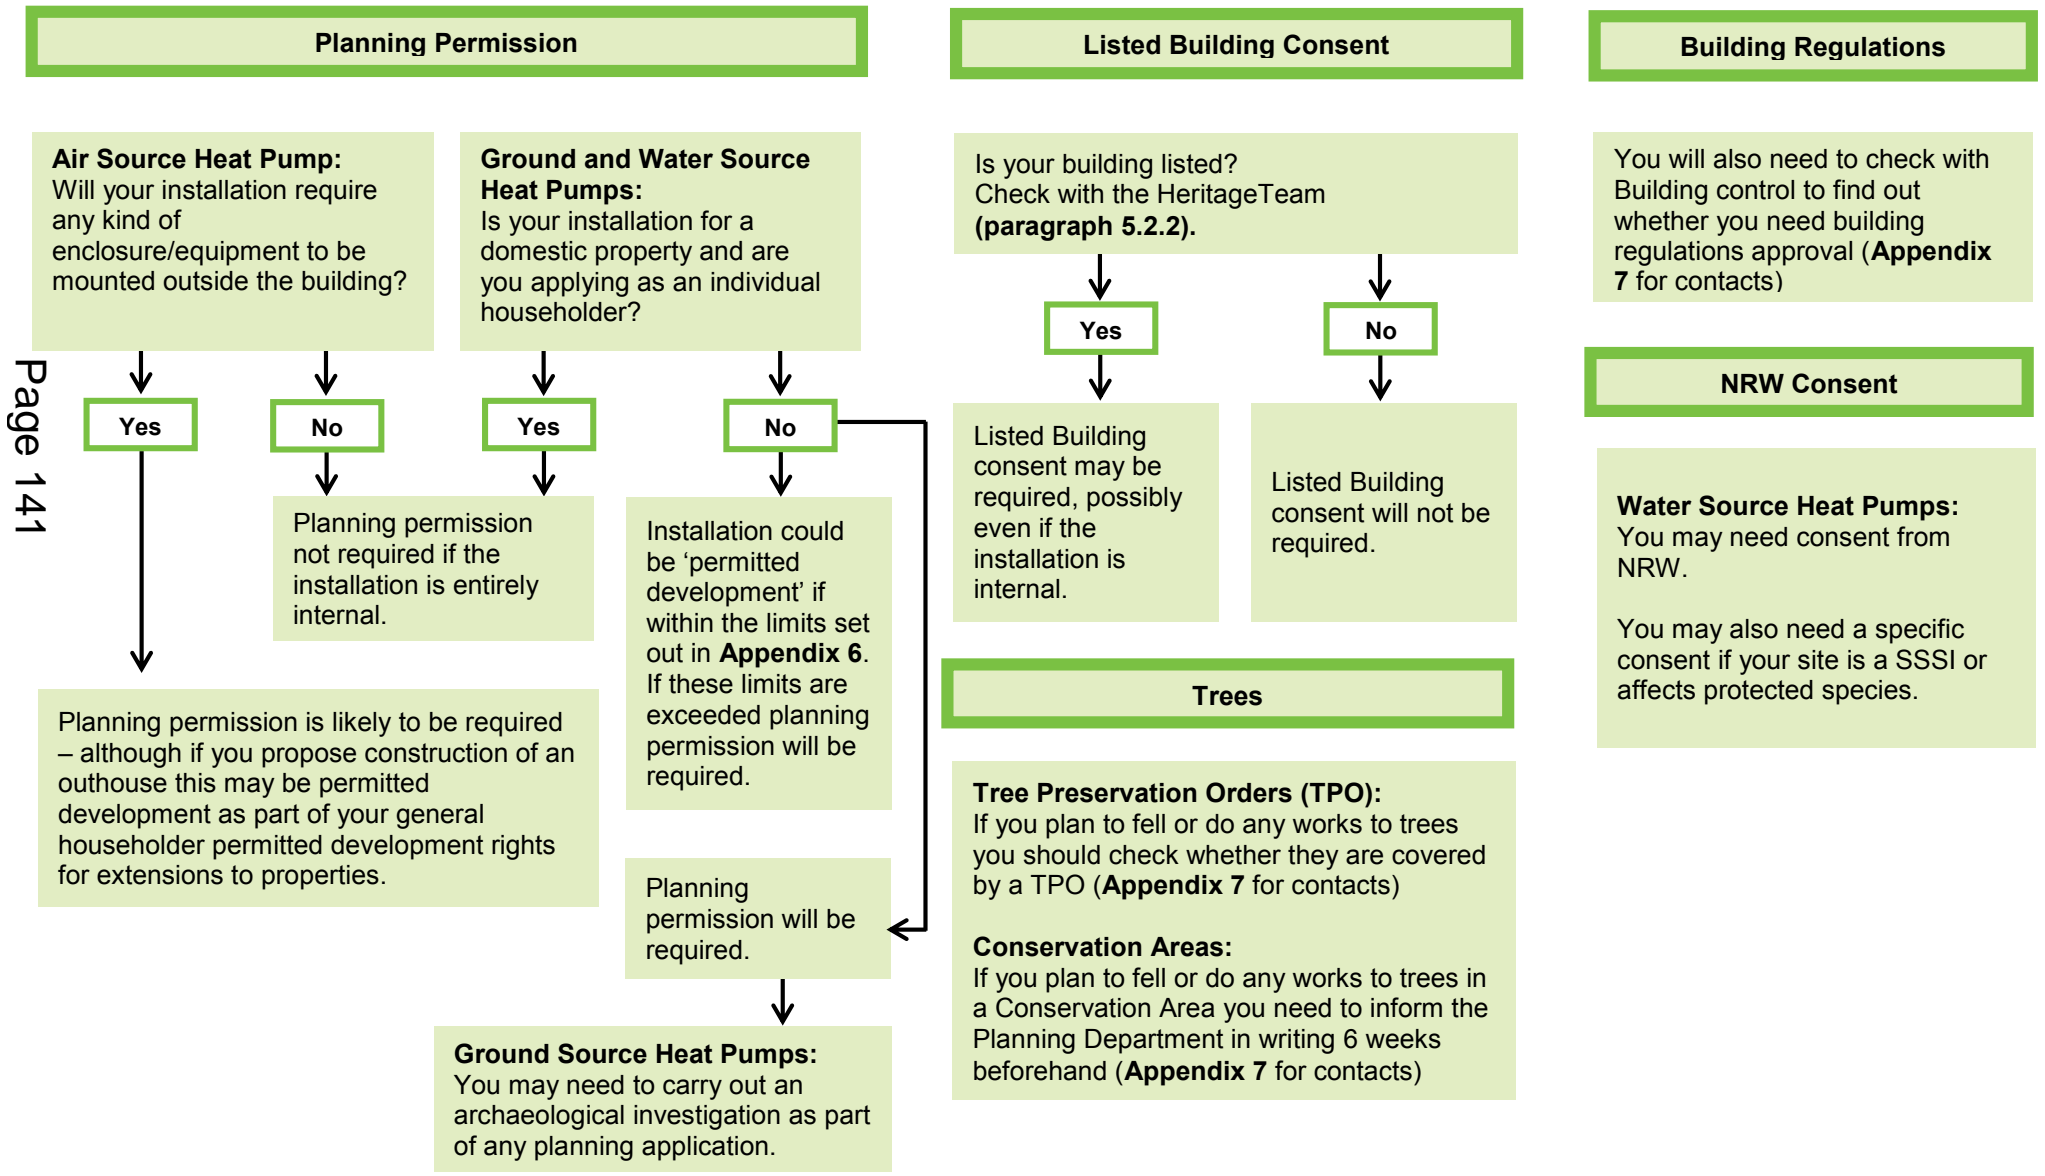 Planning Permission
Air Source Heat Pump:
Will your installation require
any kind of
enclosure/equipment to be
mounted outside the building?
Ground and Water Source
Heat Pumps:
Is your installation for a
domestic property and are
you applying as an individual
householder?
Yes
No
Yes
No
Planning permission
not required if the
installation is entirely
internal.
Installation could
be ‘permitted
development’ if
within the limits set
out in Appendix 6.
If these limits are
exceeded planning
permission will be
required.
Planning permission is likely to be required
– although if you propose construction of an
outhouse this may be permitted
development as part of your general
householder permitted development rights
for extensions to properties.
Planning
permission will be
required.
Ground Source Heat Pumps:
You may need to carry out an
archaeological investigation as part
of any planning application.
Listed Building Consent
Is your building listed?
Check with the HeritageTeam
(paragraph 5.2.2).
Yes
No
Listed Building
consent may be
required, possibly
even if the
installation is
internal.
Listed Building
consent will not be
required.
Trees
Tree Preservation Orders (TPO):
If you plan to fell or do any works to trees
you should check whether they are covered
by a TPO (Appendix 7 for contacts)
Conservation Areas:
If you plan to fell or do any works to trees in
a Conservation Area you need to inform the
Planning Department in writing 6 weeks
beforehand (Appendix 7 for contacts)
Building Regulations
You will also need to check with
Building control to find out
whether you need building
regulations approval (Appendix
7 for contacts)
NRW Consent
Water Source Heat Pumps:
You may need consent from
NRW.
You may also need a specific
consent if your site is a SSSI or
affects protected species.
Page 141